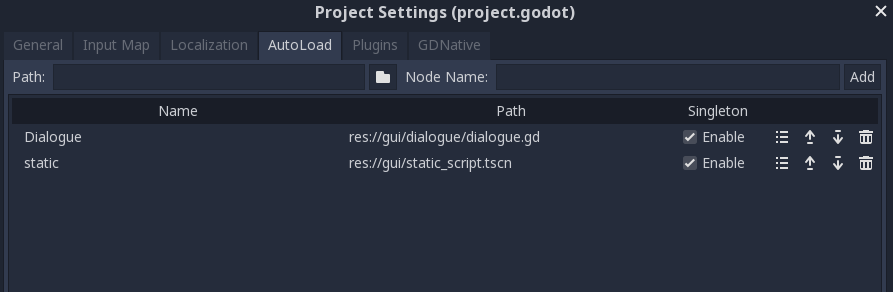 Project Settings (project.godot)
General Input Map Localization AutoLoad Plugins GDNative
Path: Node Name: Add
Name Path Singleton
Dialogue res://gui/dialogue/dialogue.gd Enable
static res://gui/static_script.tscn Enable